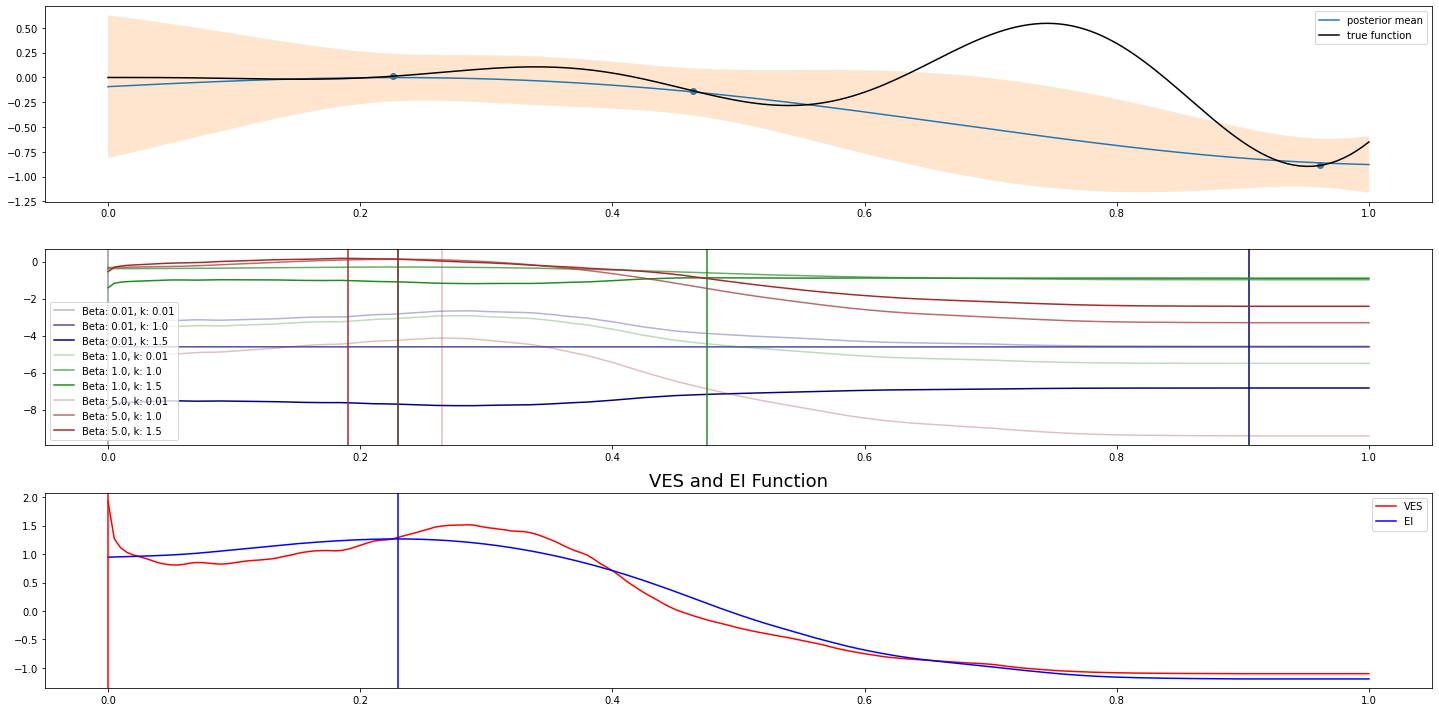 0.50
0.25
0.00
−0.25
−0.50
−0.75
−1.00
−1.25
posterior mean
true function
0.0 0.2 0.4 0.6 0.8 1.0
0
−2
−4
−6
−8
Beta: 0.01, k: 0.01
Beta: 0.01, k: 1.0
Beta: 0.01, k: 1.5
Beta: 1.0, k: 0.01
Beta: 1.0, k: 1.0
Beta: 1.0, k: 1.5
Beta: 5.0, k: 0.01
Beta: 5.0, k: 1.0
Beta: 5.0, k: 1.5
0.0 0.2 0.4 0.6 0.8 1.0
VES and EI Function
2.0
1.5
1.0
0.5
0.0
−0.5
−1.0
VES
EI
0.0 0.2 0.4 0.6 0.8 1.0